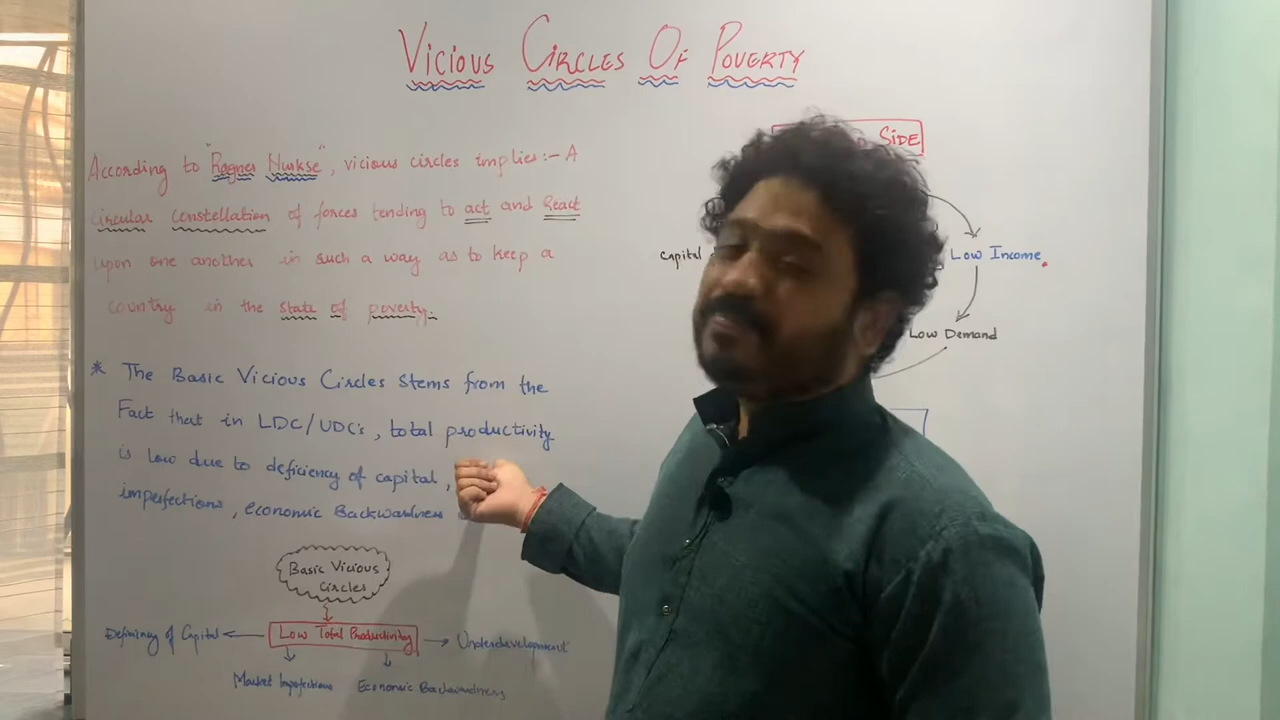 Vicious Circles Of Poverty
According to "Ragner Nurkse", vicious circles implies:- A
circular constellation of forces tending to act and React
upon one another in such a way as to keep a
country in the state of poverty.
* The Basic Vicious Circles stems from the
Fact that in LDC/UDC's, total productivity
is low due to deficiency of capital,
imperfections, economic Backwardness
Basic Vicious
Circles
Low Total Productivity
Deficiency of Capital
Underdevelopment
Market Imperfections
Economic Backwardness
Side
Capital
Low Income
Low Demand